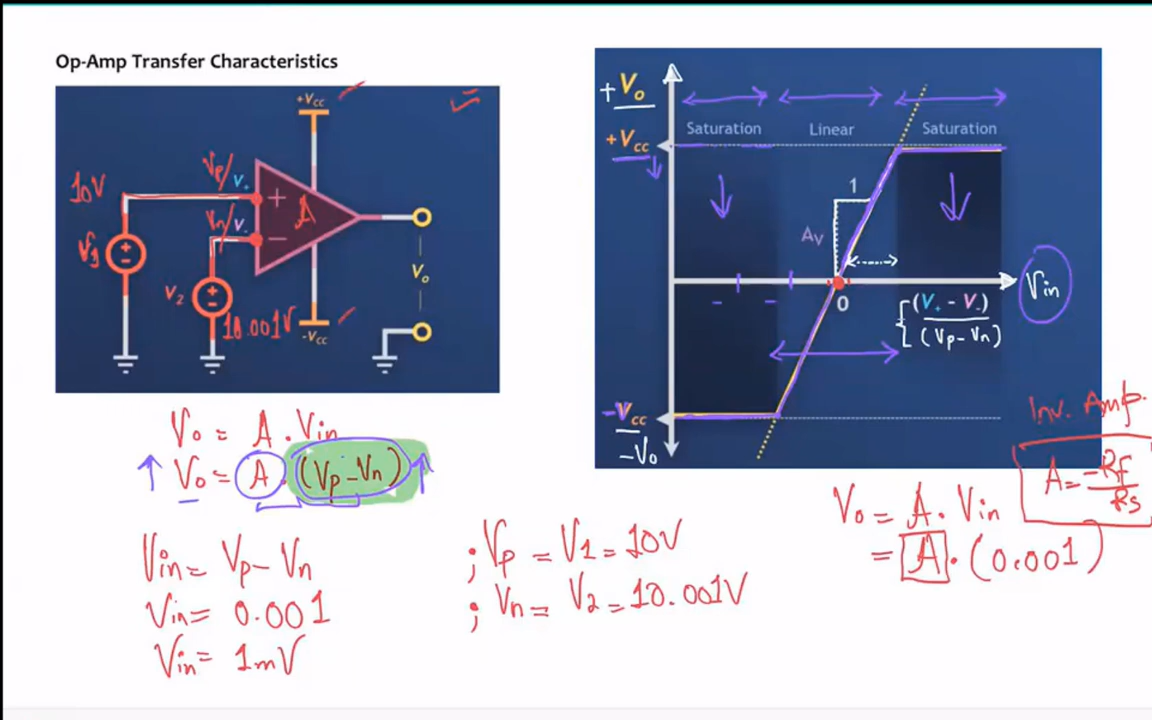 Op-Amp Transfer Characteristics
+Vcc
10V
Vp/V+
+
A
Vn/V-
−
V1
V2
10.001V
Vo
-Vcc
+Vo
Saturation Linear Saturation
+Vcc
1
Av
0
Vin
(V+ - V-)
(Vp-Vn)
-Vcc
-Vo
Vo = A . Vin
Vo = A . (Vp-Vn)
Vin = Vp - Vn
Vin = 0.001
Vin = 1mV
; Vp = V1 = 10V
; Vn = V2 = 10.001V
Inv. Amp.
A = -Rf/Rs
Vo = A . Vin
= A . (0.001)